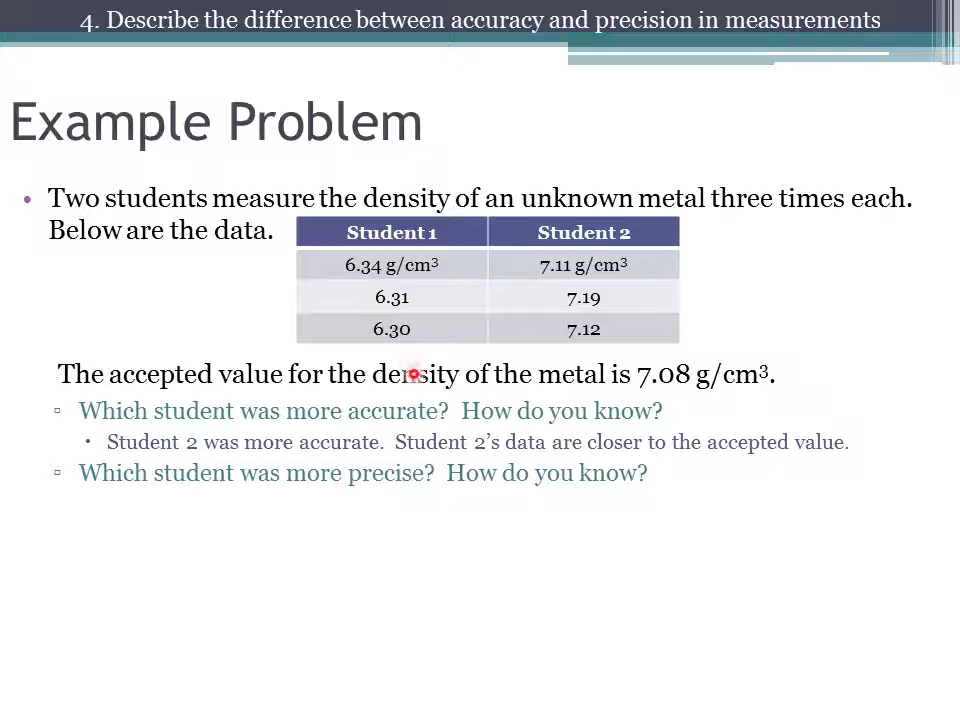 4. Describe the difference between accuracy and precision in measurements
Example Problem
• Two students measure the density of an unknown metal three times each.
Below are the data.
Student 1 Student 2
6.34 g/cm³ 7.11 g/cm³
6.31 7.19
6.30 7.12
The accepted value for the density of the metal is 7.08 g/cm³.
▫ Which student was more accurate? How do you know?
▪ Student 2 was more accurate. Student 2's data are closer to the accepted value.
▫ Which student was more precise? How do you know?